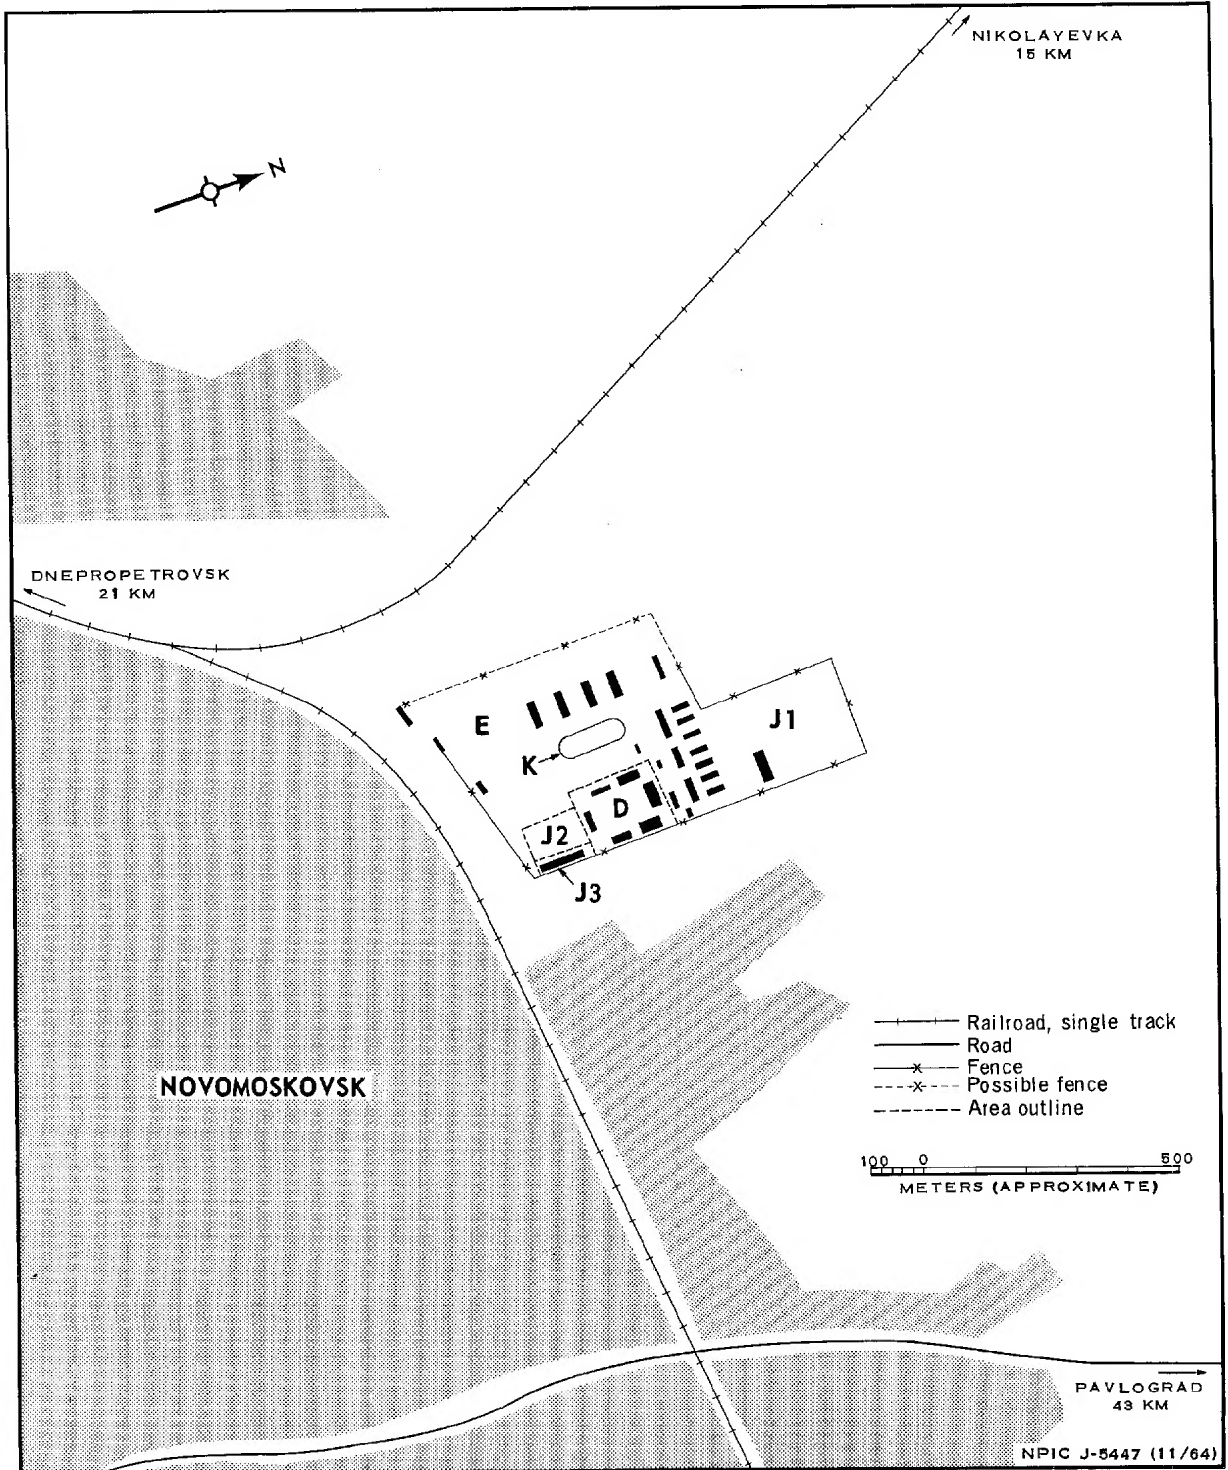 NIKOLAYEVKA
15 KM
N
DNEPROPETROVSK
21 KM
E
J1
K
D
J2
J3
NOVOMOSKOVSK
Railroad, single track
Road
Fence
Possible fence
Area outline
100 0 500
METERS (APPROXIMATE)
PAVLOGRAD
43 KM
NPIC J-5447 (11/64)